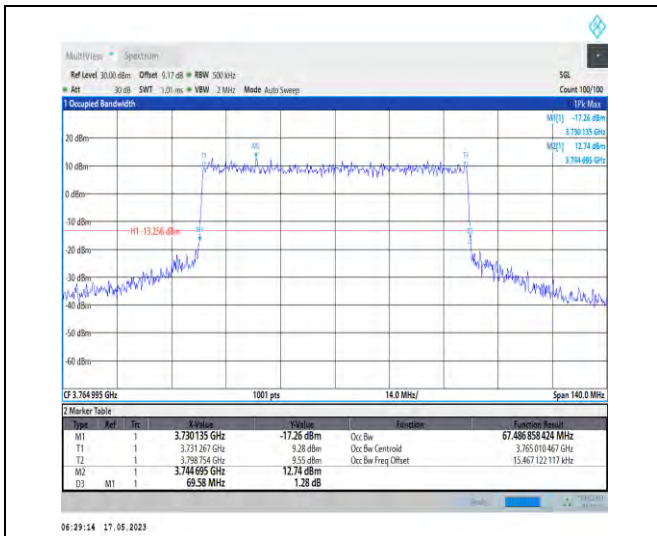 MultiView Spectrum
Ref Level 30.00 dBm Offset 9.17 dB RBW 500 kHz SGL
Att 30 dB SWT 1.01 ms VBW 2 MHz Mode Auto Sweep Count 100/100
1 Occupied Bandwidth 1Pk Max
M1[1] -17.26 dBm
3.730 135 GHz
M2[1] 12.74 dBm
3.744 695 GHz
20 dBm
10 dBm
0 dBm
-10 dBm
H1 -13.256 dBm
-20 dBm
-30 dBm
-40 dBm
-50 dBm
-60 dBm
T1
M2
T2
M1
CF 3.764 995 GHz 1001 pts 14.0 MHz/ Span 140.0 MHz
2 Marker Table
Type Ref Trc X-Value Y-Value Function Function Result
M1 1 3.730 135 GHz -17.26 dBm Occ Bw 67.486 858 424 MHz
T1 1 3.731 267 GHz 9.28 dBm Occ Bw Centroid 3.765 010 467 GHz
T2 1 3.798 754 GHz 9.55 dBm Occ Bw Freq Offset 15.467 122 117 kHz
M2 1 3.744 695 GHz 12.74 dBm
D3 M1 1 69.58 MHz 1.28 dB
06:29:14 17.05.2023